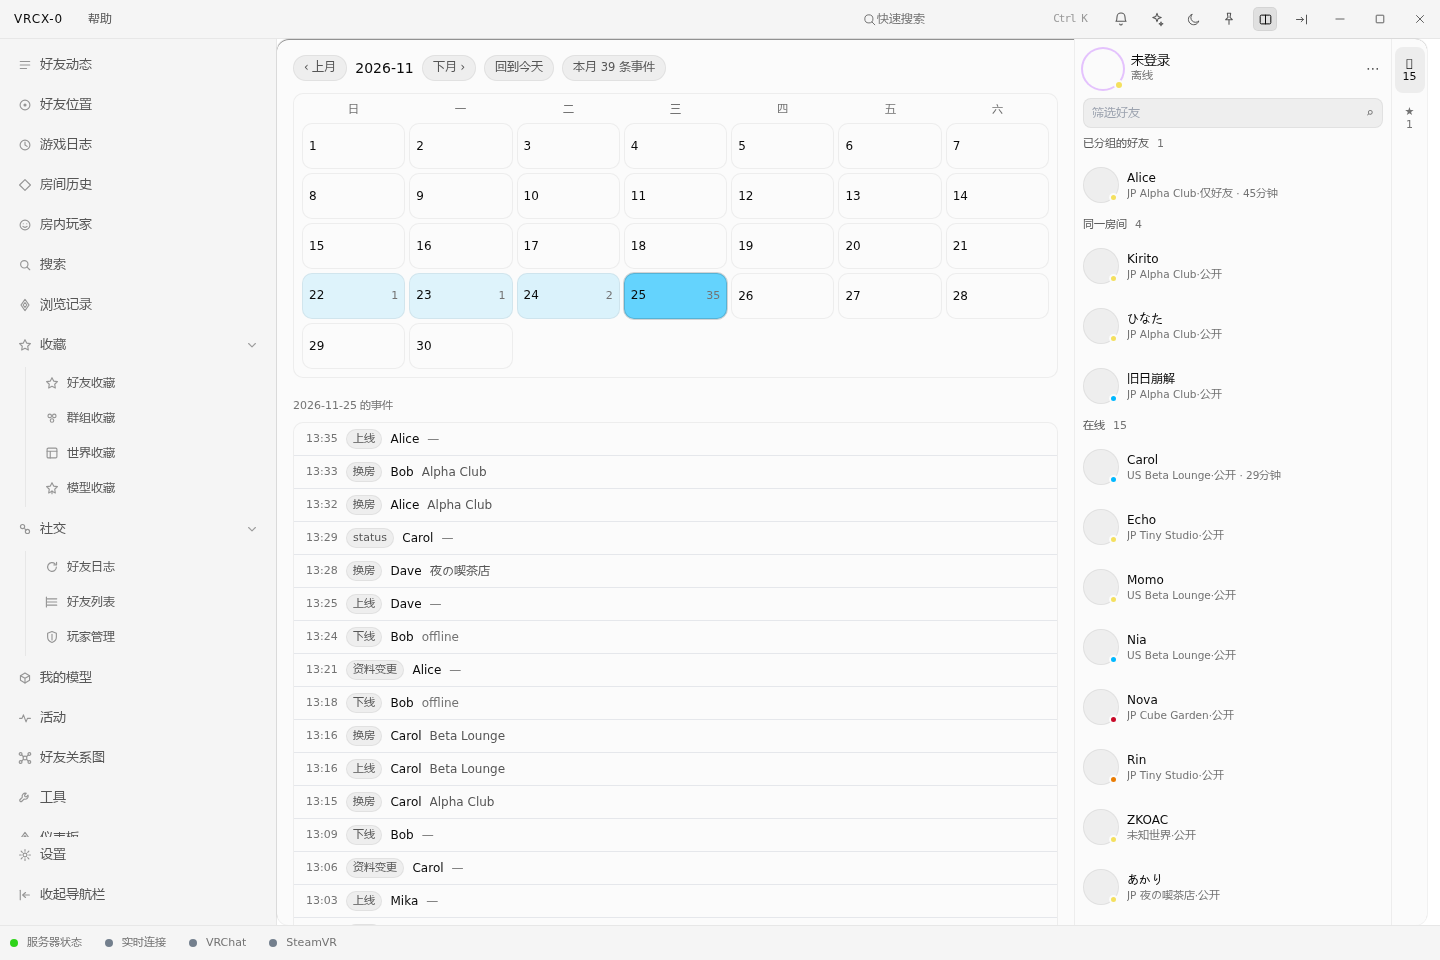 VRCX-0 帮助 快速搜索 Ctrl K
好友动态
好友位置
游戏日志
房间历史
房内玩家
搜索
浏览记录
收藏
好友收藏
群组收藏
世界收藏
模型收藏
社交
好友日志
好友列表
玩家管理
我的模型
活动
好友关系图
工具
仪表板
设置
收起导航栏
‹ 上月 2026-11 下月 › 回到今天 本月 39 条事件
日 一 二 三 四 五 六
1 2 3 4 5 6 7
8 9 10 11 12 13 14
15 16 17 18 19 20 21
22 1 23 1 24 2 25 35 26 27 28
29 30
2026-11-25 的事件
13:35 上线 Alice —
13:33 换房 Bob Alpha Club
13:32 换房 Alice Alpha Club
13:29 status Carol —
13:28 换房 Dave 夜の喫茶店
13:25 上线 Dave —
13:24 下线 Bob offline
13:21 资料变更 Alice —
13:18 下线 Bob offline
13:16 换房 Carol Beta Lounge
13:16 上线 Carol Beta Lounge
13:15 换房 Carol Alpha Club
13:09 下线 Bob —
13:06 资料变更 Carol —
13:03 上线 Mika —
未登录
离线
筛选好友
已分组的好友 1
Alice
JP Alpha Club·仅好友 · 45分钟
同一房间 4
Kirito
JP Alpha Club·公开
ひなた
JP Alpha Club·公开
旧日崩解
JP Alpha Club·公开
在线 15
Carol
US Beta Lounge·公开 · 29分钟
Echo
JP Tiny Studio·公开
Momo
US Beta Lounge·公开
Nia
US Beta Lounge·公开
Nova
JP Cube Garden·公开
Rin
JP Tiny Studio·公开
ZKOAC
未知世界·公开
あかり
JP 夜の喫茶店·公开
15
★
1
服务器状态 实时连接 VRChat SteamVR